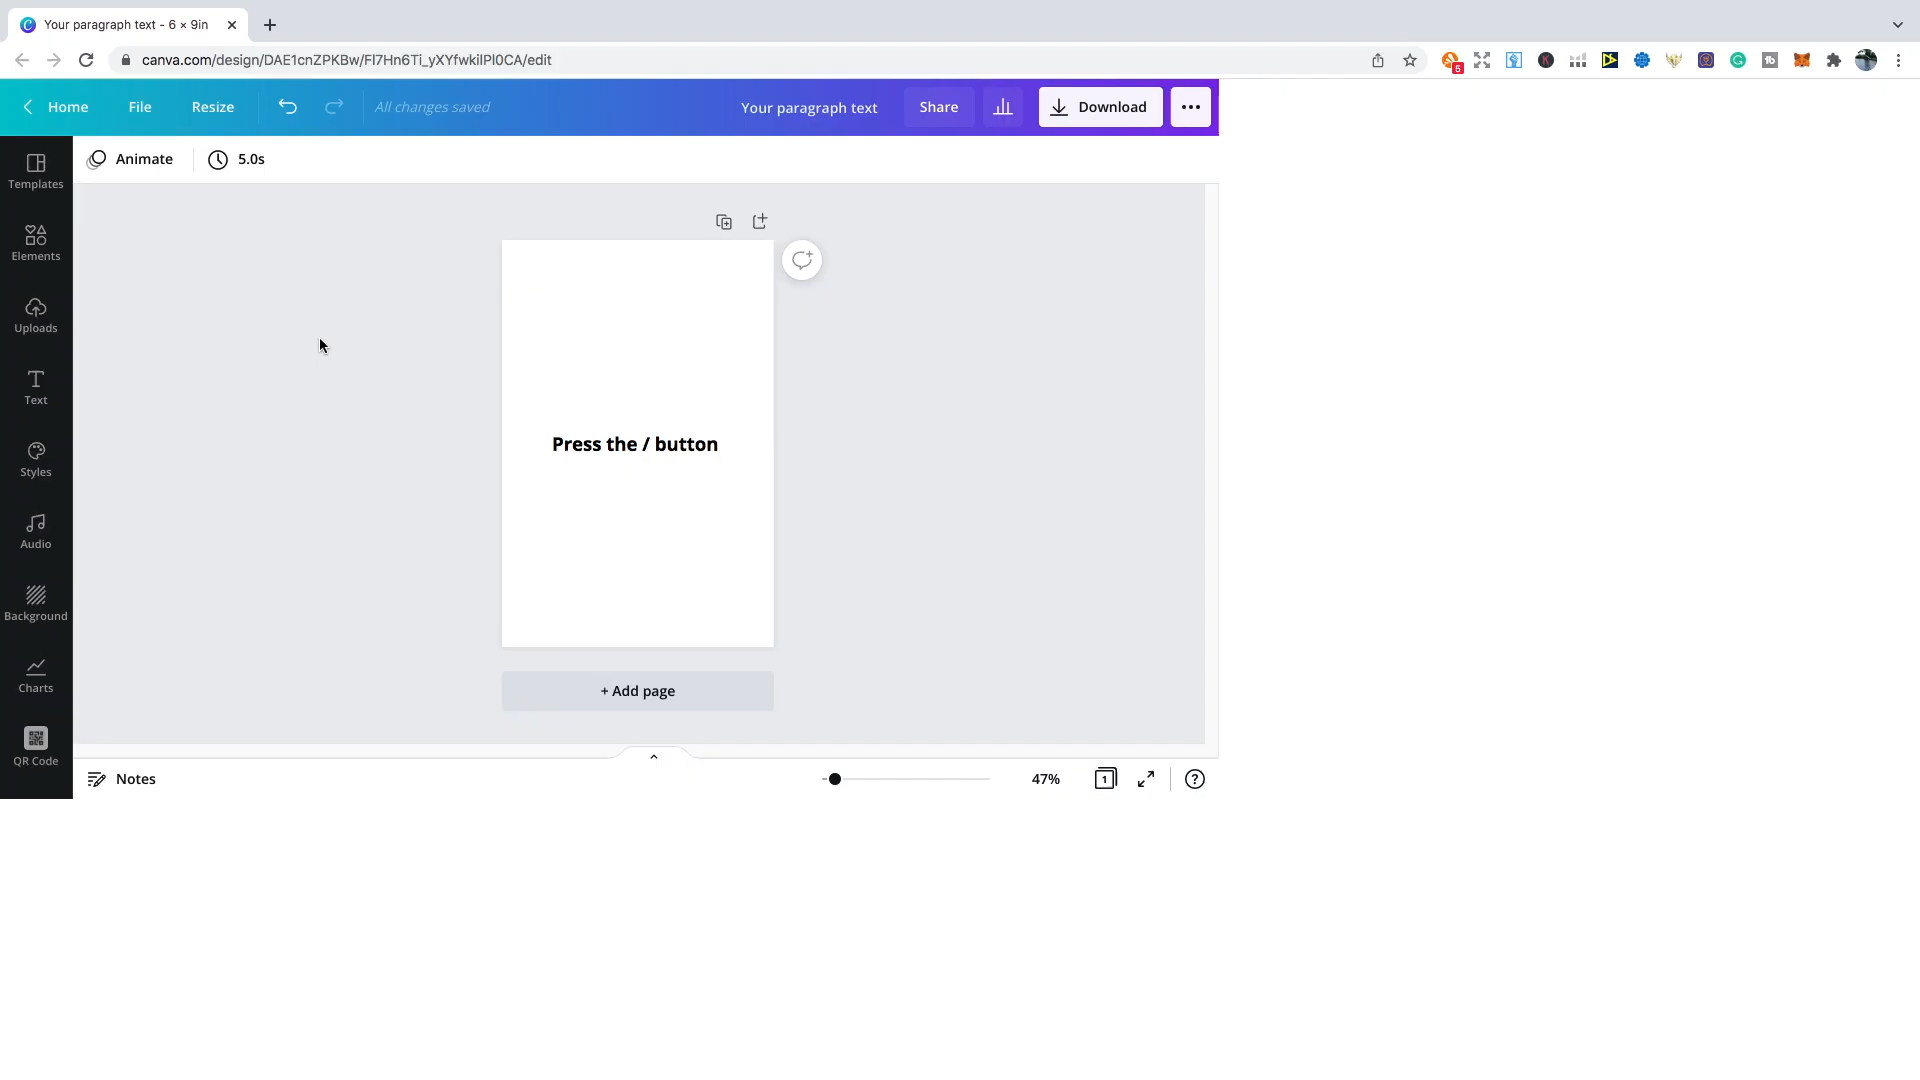 Your paragraph text - 6 × 9in
canva.com/design/DAE1cnZPKBw/FI7Hn6Ti_yXYfwkilPI0CA/edit
5
Home
File
Resize
All changes saved
Your paragraph text
Share
Download
Animate
5.0s
Templates
Elements
Uploads
Text
Styles
Audio
Background
Charts
QR Code
Press the / button
+ Add page
Notes
47%
1
?